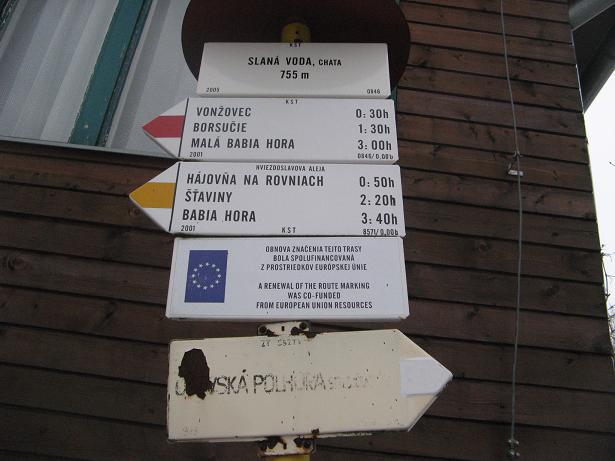 KST
SLANÁ VODA, CHATA
755 m
2005 0846
KST
VONŽOVEC 0:30h
BORSUČIE 1:30h
MALÁ BABIA HORA 3:00h
2001 0846/0,00b
HVIEZDOSLAVOVA ALEJA
HÁJOVŇA NA ROVNIACH 0:50h
ŠŤAVINY 2:20h
BABIA HORA 3:40h
2001 KST 8571/0,00b
OBNOVA ZNAČENIA TEJTO TRASY
BOLA SPOLUFINANCOVANÁ
Z PROSTRIEDKOV EURÓPSKEJ ÚNIE
A RENEWAL OF THE ROUTE MARKING
WAS CO-FUNDED
FROM EUROPEAN UNION RESOURCES
POLHORA